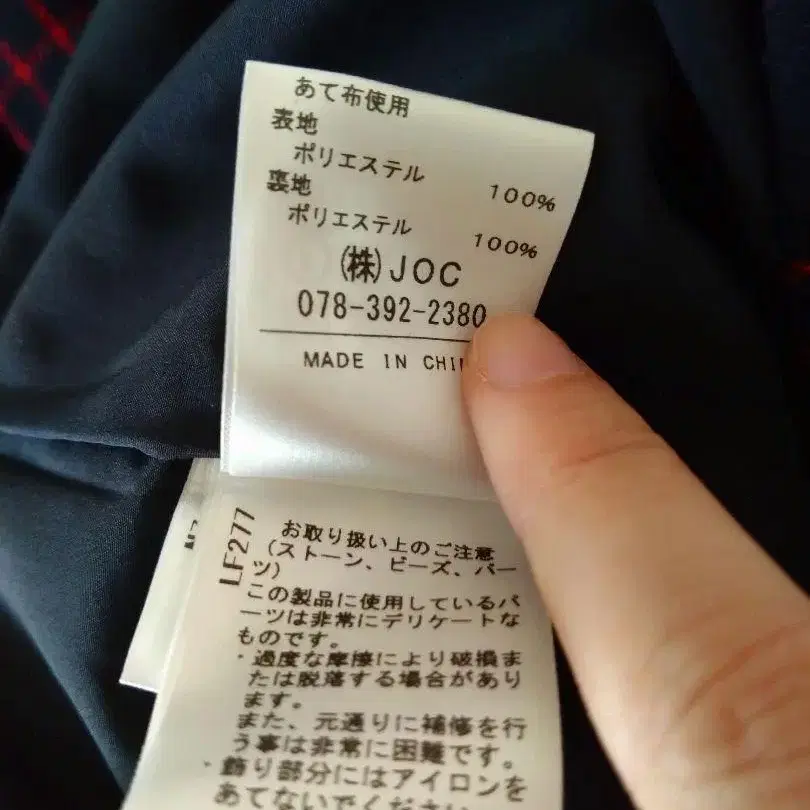 あて布使用
表地
ポリエステル 100%
裏地
ポリエステル 100%
(株)JOC
078-392-2380
MADE IN
LF277
お取り扱い上のご注意
(ストーン、ビーズ、パー
ツ)
この製品に使用しているパ
ーツは非常にデリケートな
ものです。
・過度な摩擦により破損ま
たは脱落する場合があり
ます。
また、元通りに補修を行
う事は非常に困難です。
・飾り部分にはアイロンを
あてないでください